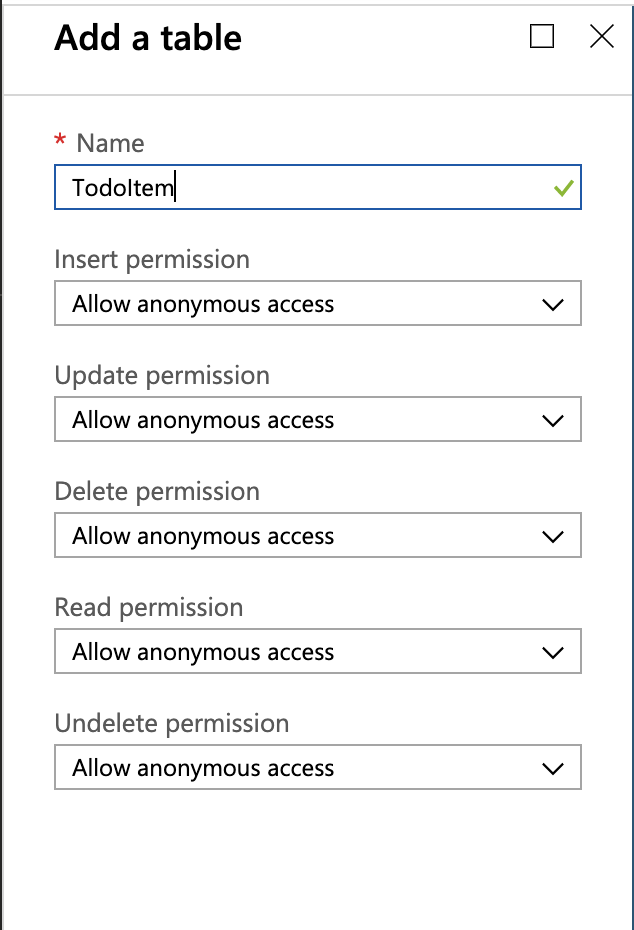 Add a table
* Name
TodoItem
Insert permission
Allow anonymous access
Update permission
Allow anonymous access
Delete permission
Allow anonymous access
Read permission
Allow anonymous access
Undelete permission
Allow anonymous access